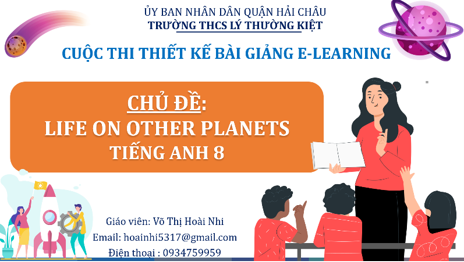 ỦY BAN NHÂN DÂN QUẬN HẢI CHÂU
TRƯỜNG THCS LÝ THƯỜNG KIỆT
CUỘC THI THIẾT KẾ BÀI GIẢNG E-LEARNING
CHỦ ĐỀ:
LIFE ON OTHER PLANETS
TIẾNG ANH 8
Giáo viên: Võ Thị Hoài Nhi
Email: hoainhi5317@gmail.com
Điện thoại : 0934759959